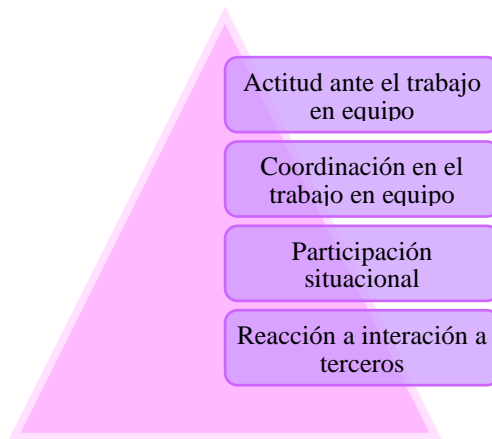 Actitud ante el trabajo
en equipo
Coordinación en el
trabajo en equipo
Participación
situacional
Reacción a interación a
terceros